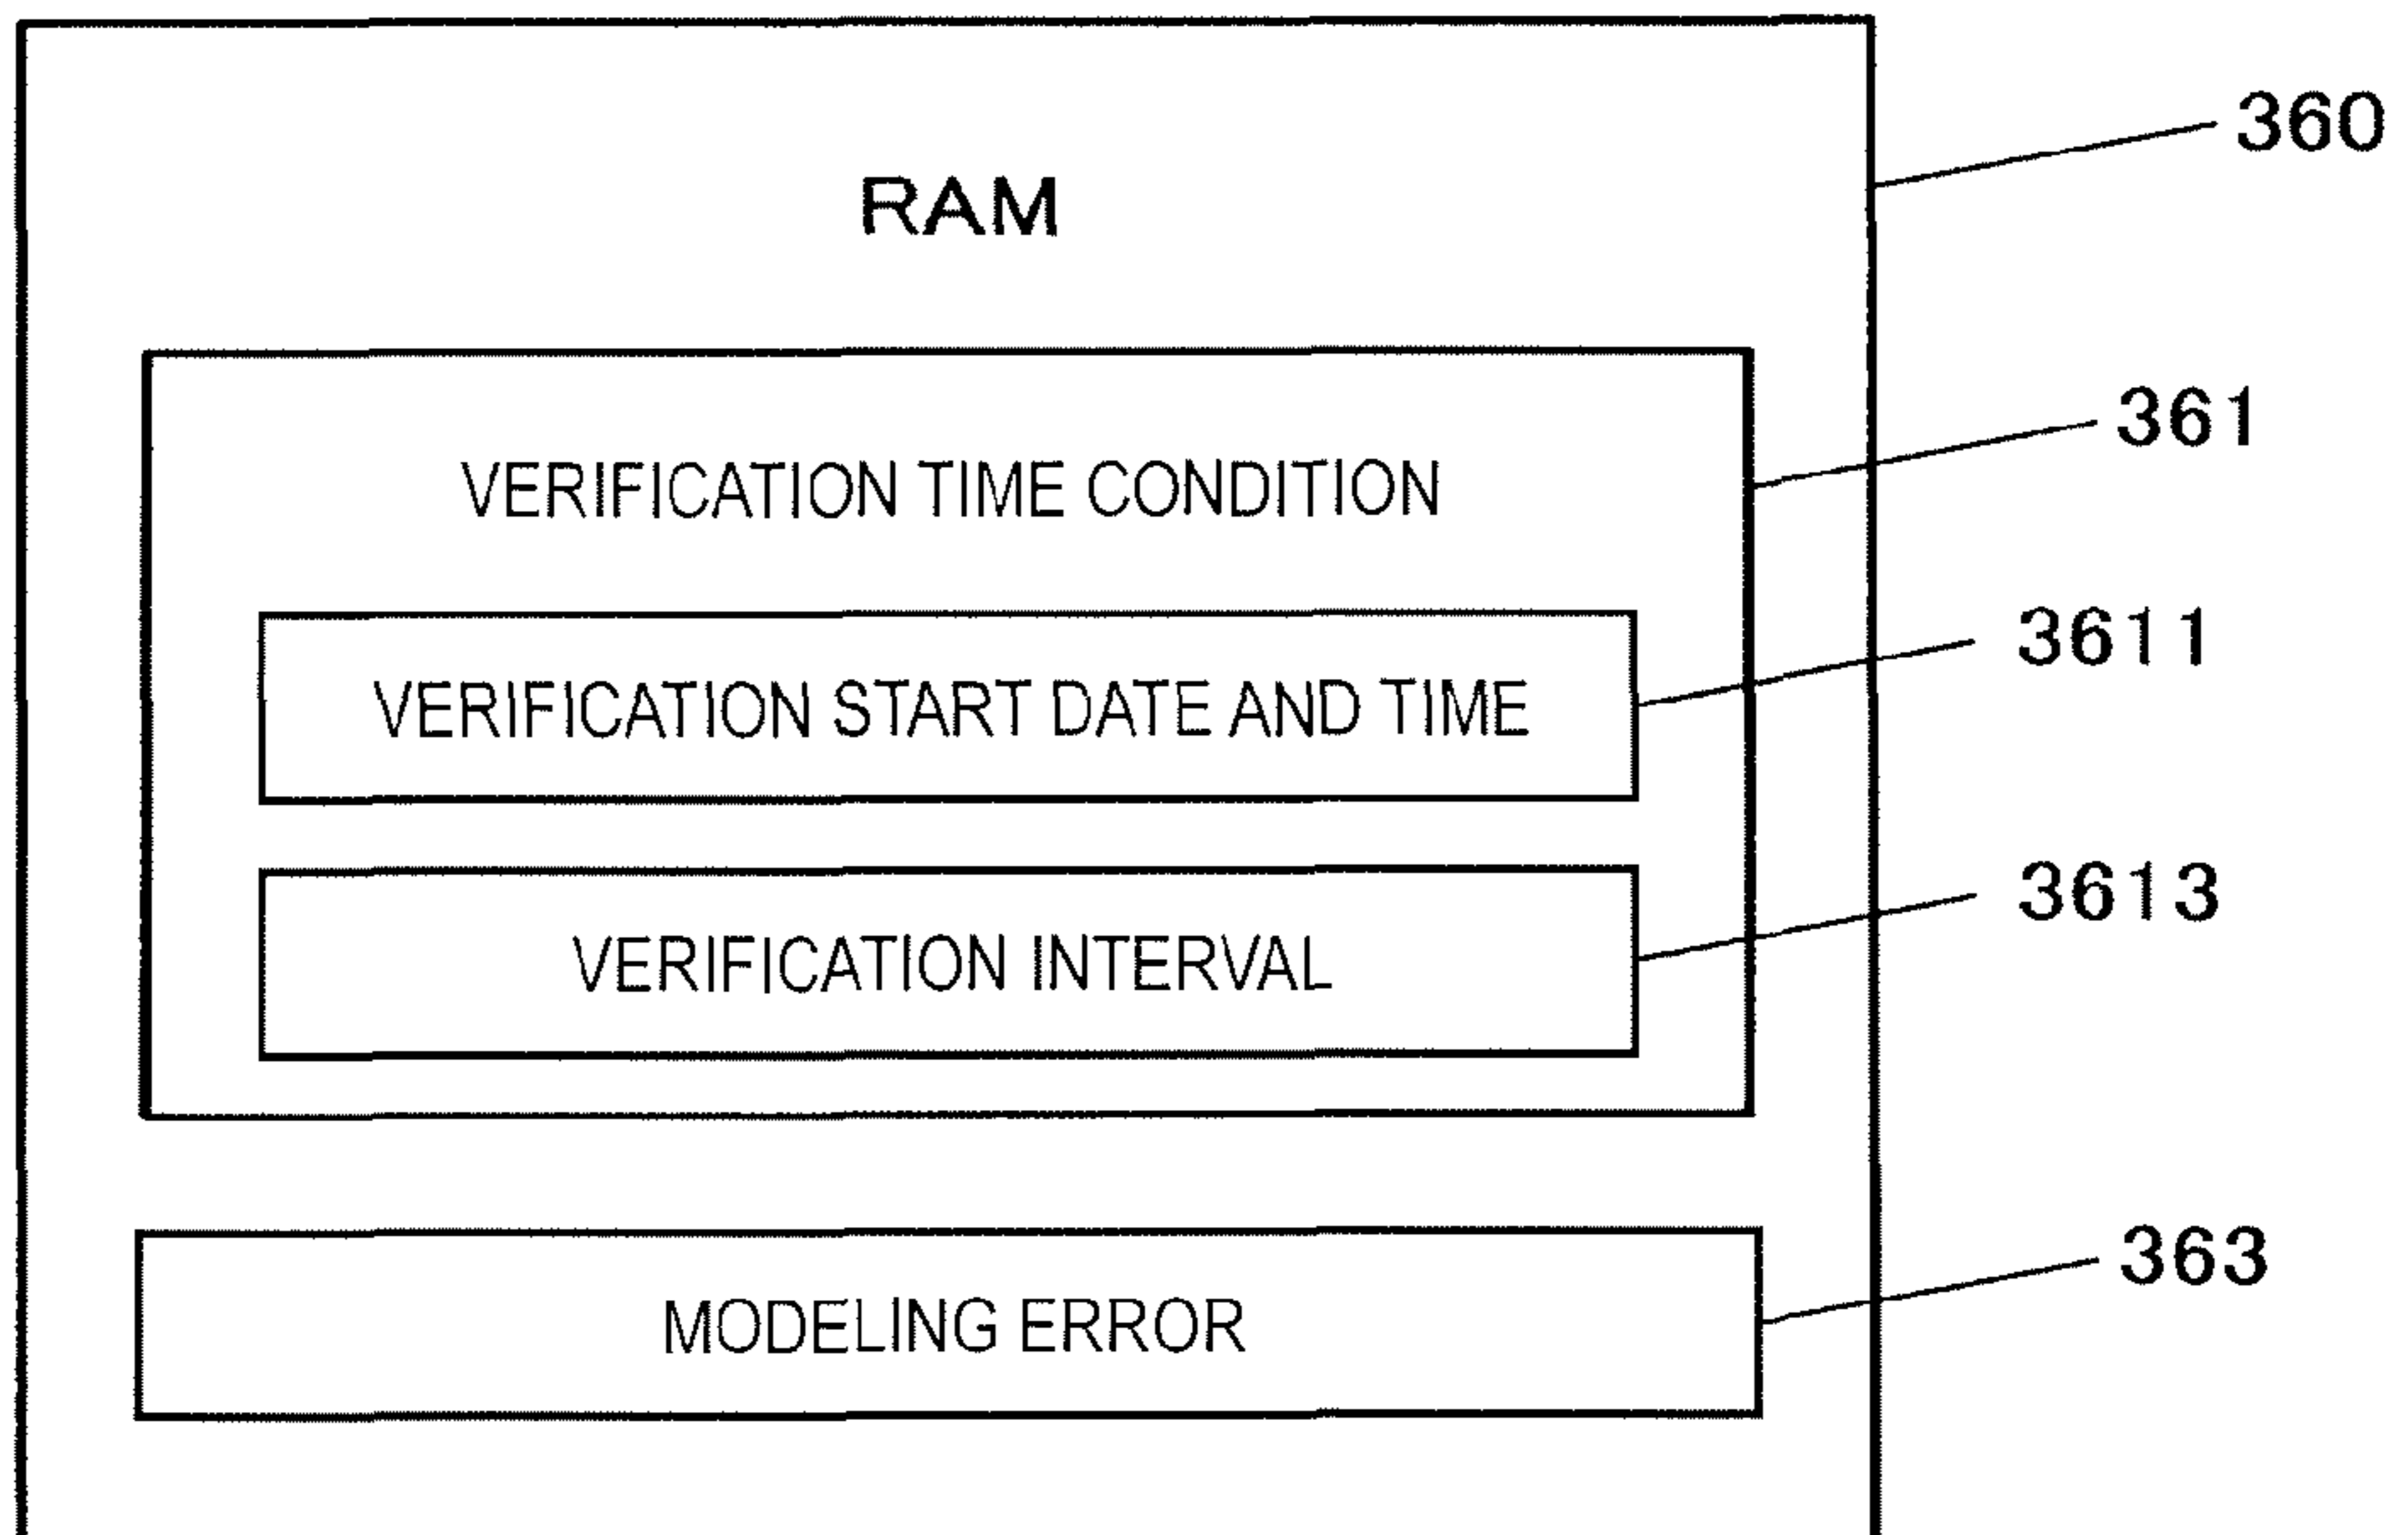 360
RAM
361
VERIFICATION TIME CONDITION
3611
VERIFICATION START DATE AND TIME
3613
VERIFICATION INTERVAL
363
MODELING ERROR